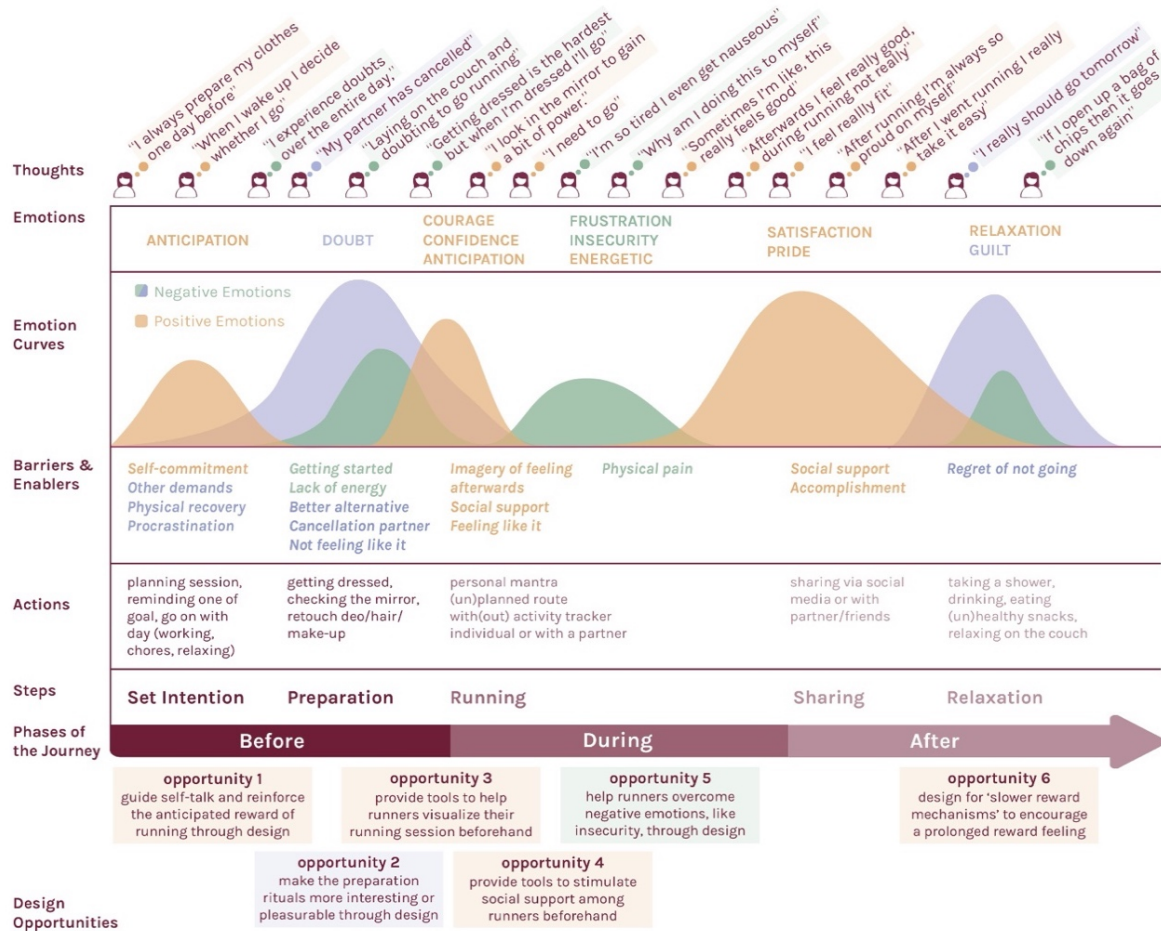 "I always prepare my clothes
one day before"
"When I wake up I decide
whether I go"
"I experience doubts
over the entire day,"
"My partner has cancelled"
"Laying on the couch and
doubting to go running"
"Getting dressed is the hardest
but when I'm dressed I'll go"
"I look in the mirror to gain
a bit of power."
"I need to go"
"I'm so tired I even get nauseous"
"Why am I doing this to myself"
"Sometimes I'm like, this
really feels good"
"Afterwards I feel really good,
during running not really"
"I feel reallly fit"
"After running I'm always so
proud on myself"
"After I went running I really
take it easy"
"I really should go tomorrow"
"If I open up a bag of
chips then it goes
down again"
Thoughts
Emotions
ANTICIPATION
DOUBT
COURAGE
CONFIDENCE
ANTICIPATION
FRUSTRATION
INSECURITY
ENERGETIC
SATISFACTION
PRIDE
RELAXATION
GUILT
Emotion
Curves
Negative Emotions
Positive Emotions
Barriers &
Enablers
Self-commitment
Other demands
Physical recovery
Procrastination
Getting started
Lack of energy
Better alternative
Cancellation partner
Not feeling like it
Imagery of feeling
afterwards
Social support
Feeling like it
Physical pain
Social support
Accomplishment
Regret of not going
Actions
planning session,
reminding one of
goal, go on with
day (working,
chores, relaxing)
getting dressed,
checking the mirror,
retouch deo/hair/
make-up
personal mantra
(un)planned route
with(out) activity tracker
individual or with a partner
sharing via social
media or with
partner/friends
taking a shower,
drinking, eating
(un)healthy snacks,
relaxing on the couch
Steps
Set Intention
Preparation
Running
Sharing
Relaxation
Phases of
the Journey
Before
During
After
opportunity 1
guide self-talk and reinforce
the anticipated reward of
running through design
opportunity 3
provide tools to help
runners visualize their
running session beforehand
opportunity 5
help runners overcome
negative emotions, like
insecurity, through design
opportunity 6
design for ‘slower reward
mechanisms’ to encourage
a prolonged reward feeling
opportunity 2
make the preparation
rituals more interesting or
pleasurable through design
opportunity 4
provide tools to stimulate
social support among
runners beforehand
Design
Opportunities